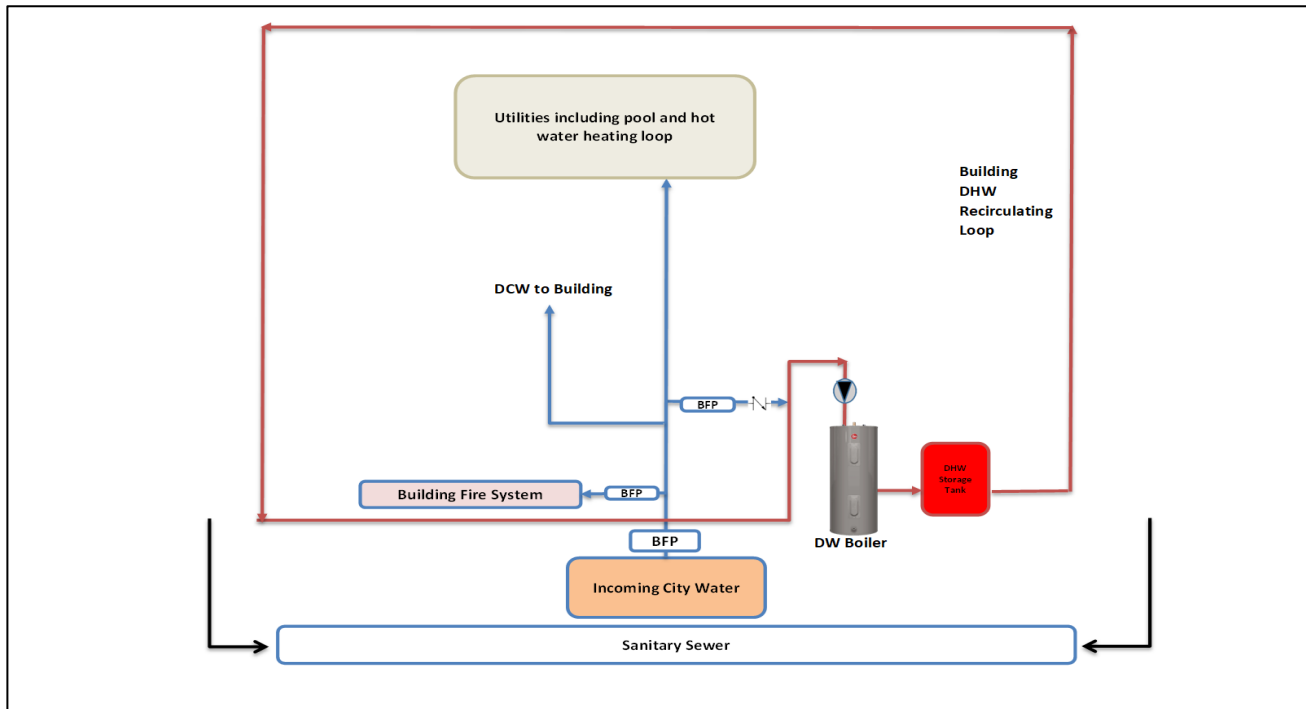 Utilities including pool and hot
water heating loop
Building
DHW
Recirculating
Loop
DCW to Building
BFP
DHW
Storage
Tank
Building Fire System
BFP
BFP
DW Boiler
Incoming City Water
Sanitary Sewer